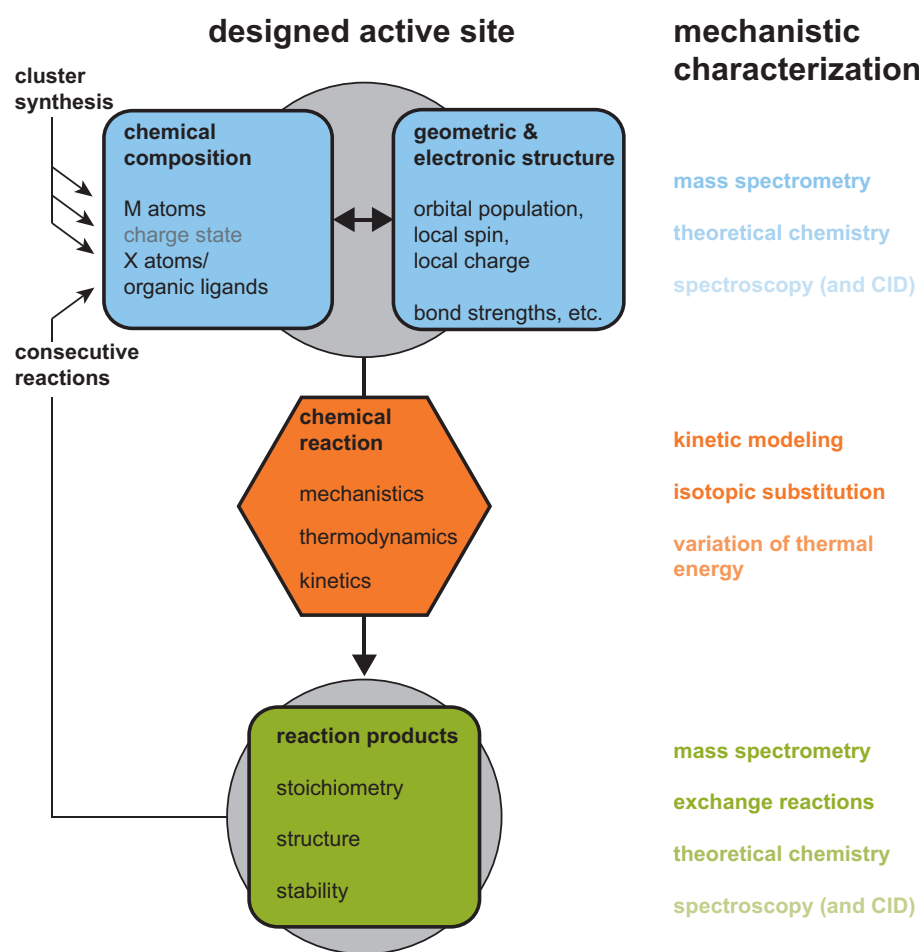 designed active site
mechanistic
characterization
cluster
synthesis
chemical
composition
M atoms
charge state
X atoms/
organic ligands
geometric &
electronic structure
orbital population,
local spin,
local charge
bond strengths, etc.
mass spectrometry
theoretical chemistry
spectroscopy (and CID)
consecutive
reactions
chemical
reaction
mechanistics
thermodynamics
kinetics
kinetic modeling
isotopic substitution
variation of thermal
energy
reaction products
stoichiometry
structure
stability
mass spectrometry
exchange reactions
theoretical chemistry
spectroscopy (and CID)